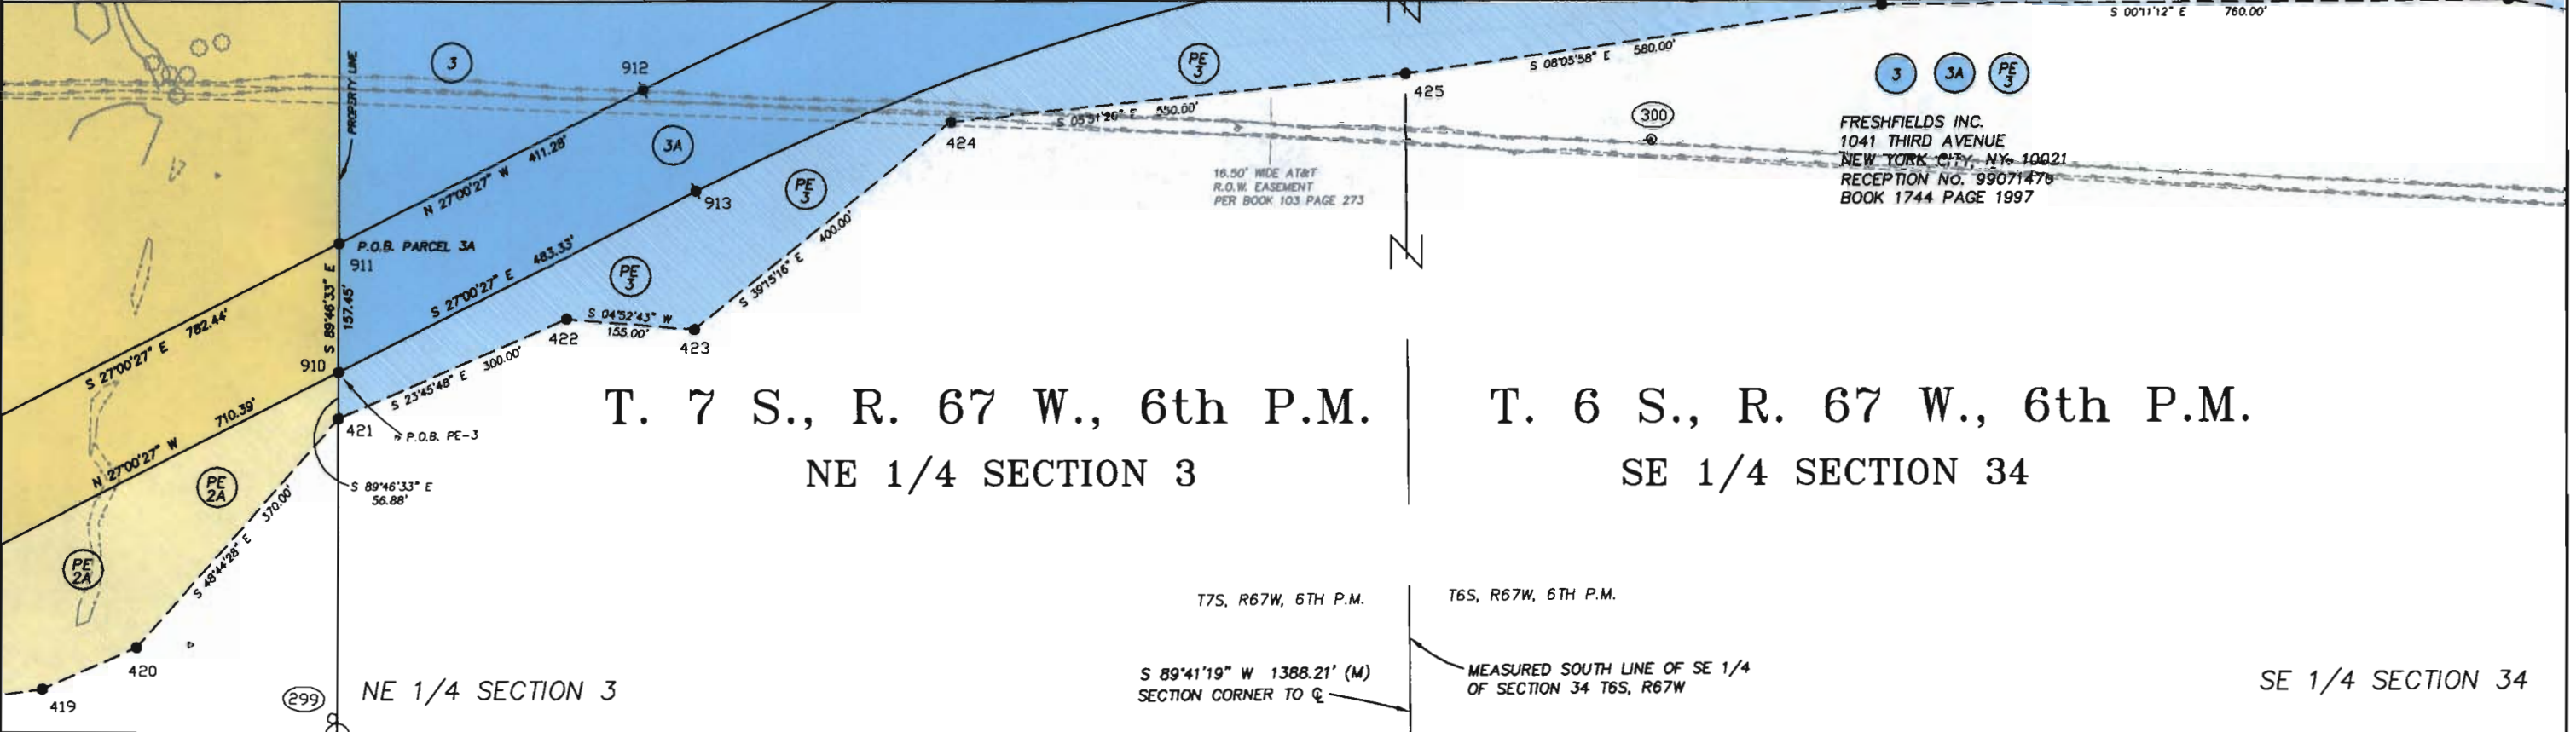 S 00°11'12" E 760.00'
3
912
PE
3
S 08°05'58" E 580.00'
3
3A
PE
3
PROPERTY LINE
425
S 05°51'26" E 550.00'
300
FRESHFIELDS INC.
1041 THIRD AVENUE
NEW YORK CITY, NY. 10021
RECEPTION NO. 99071476
BOOK 1744 PAGE 1997
N 27°00'27" W 411.28'
3A
424
16.50' WIDE AT&T
R.O.W. EASEMENT
PER BOOK 103 PAGE 273
PE
3
913
P.O.B. PARCEL 3A
911
S 39°15'16" E 400.00'
S 27°00'27" E 483.33'
PE
3
S 89°46'33" E
157.45'
S 27°00'27" E 782.44'
S 04°52'43" W
155.00'
422
423
910
S 23°45'48" E 300.00'
N 27°00'27" W 710.39'
421
P.O.B. PE-3
T. 7 S., R. 67 W., 6th P.M.
NE 1/4 SECTION 3
T. 6 S., R. 67 W., 6th P.M.
SE 1/4 SECTION 34
PE
2A
S 89°46'33" E
56.88'
S 48°44'28" E 370.00'
PE
2A
T7S, R67W, 6TH P.M.
T6S, R67W, 6TH P.M.
420
419
299
NE 1/4 SECTION 3
S 89°41'19" W 1388.21' (M)
SECTION CORNER TO ℄
MEASURED SOUTH LINE OF SE 1/4
OF SECTION 34 T6S, R67W
SE 1/4 SECTION 34